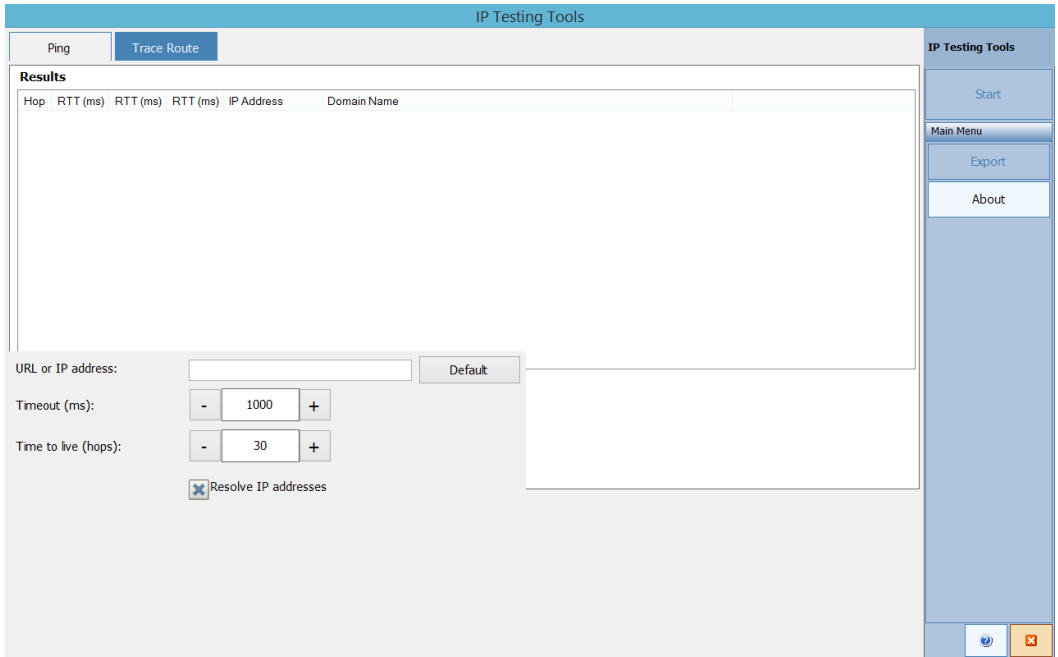 IP Testing Tools
Ping Trace Route
IP Testing Tools
Results
Hop RTT (ms) RTT (ms) RTT (ms) IP Address Domain Name
Start
Main Menu
Export
About
URL or IP address: Default
Timeout (ms): - 1000 +
Time to live (hops): - 30 +
Resolve IP addresses